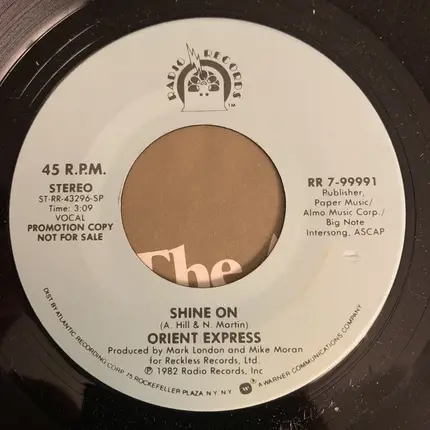 RADIO RECORDS
TM
45 R.P.M.
STEREO
ST-RR-43296-SP
Time: 3:09
VOCAL
PROMOTION COPY
NOT FOR SALE
RR 7-99991
Publisher,
Paper Music/
Almo Music Corp./
Big Note
Intersong, ASCAP
The
SHINE ON
(A. Hill & N. Martin)
ORIENT EXPRESS
Produced by Mark London and Mike Moran
for Reckless Records, Ltd.
℗ 1982 Radio Records, Inc
DIST. BY ATLANTIC RECORDING CORP. 75 ROCKEFELLER PLAZA N.Y. N.Y. A WARNER COMMUNICATIONS COMPANY